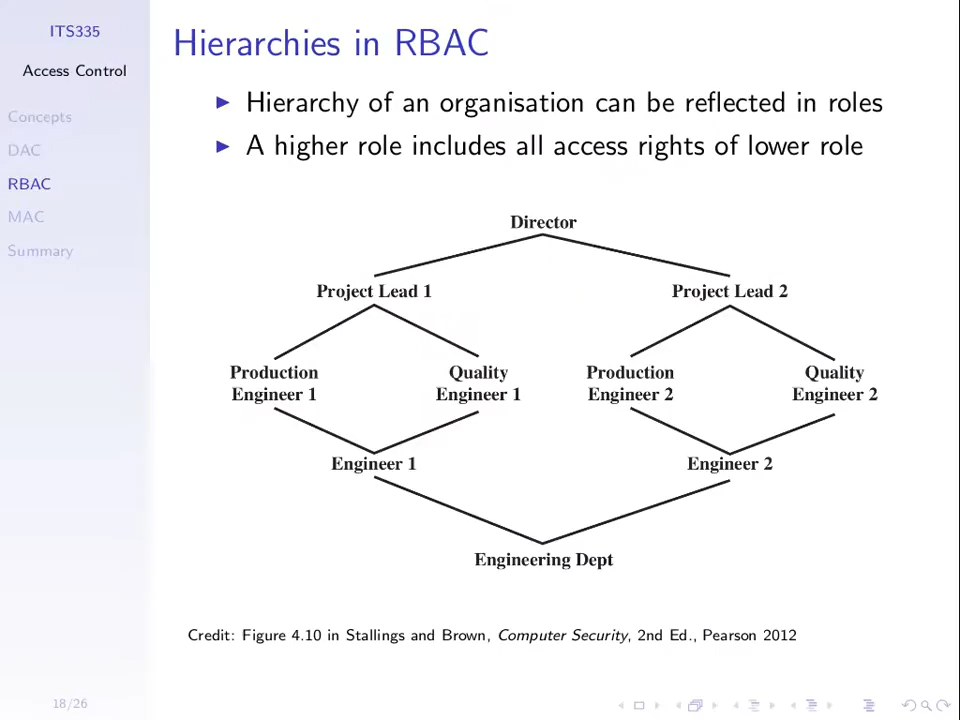 ITS335
Access Control
Concepts
DAC
RBAC
MAC
Summary
Hierarchies in RBAC
Hierarchy of an organisation can be reflected in roles
A higher role includes all access rights of lower role
Director
Project Lead 1
Project Lead 2
Production
Engineer 1
Quality
Engineer 1
Production
Engineer 2
Quality
Engineer 2
Engineer 1
Engineer 2
Engineering Dept
Credit: Figure 4.10 in Stallings and Brown, Computer Security, 2nd Ed., Pearson 2012
18/26